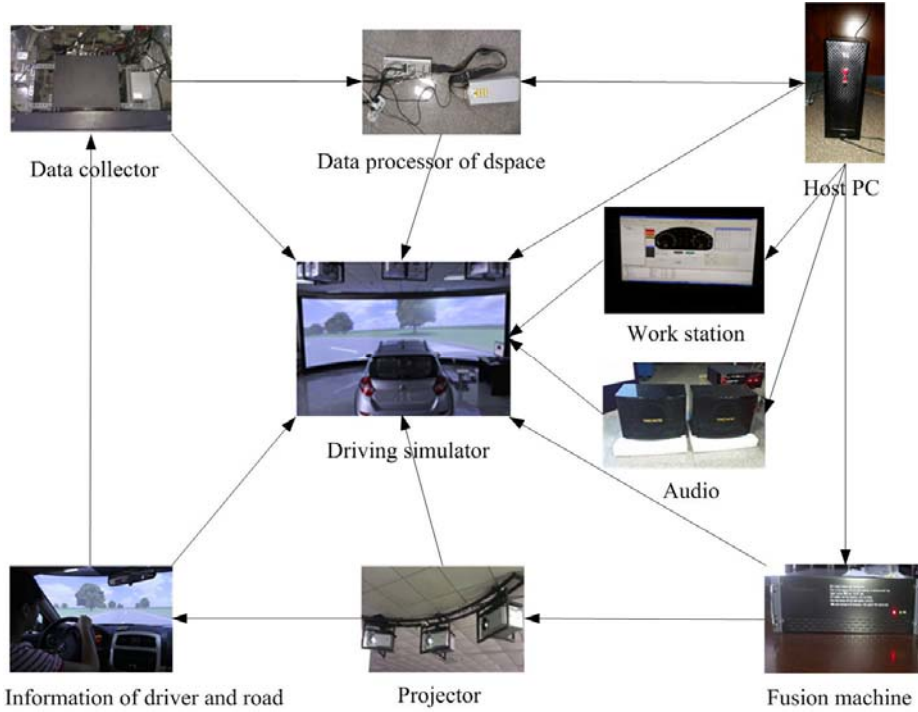 Data collector
Data processor of dspace
Host PC
Work station
Driving simulator
Audio
Information of driver and road
Projector
Fusion machine